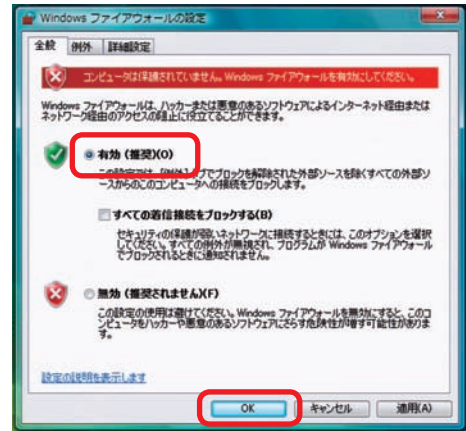 Windows ファイアウォールの設定
全般 例外 詳細設定
コンピュータは保護されていません。Windows ファイアウォールを有効にしてください。
Windows ファイアウォールは、ハッカーまたは悪意のあるソフトウェアによるインターネット経由または
ネットワーク経由のアクセスの阻止に役立てることができます。
有効 (推奨)(O)
この設定では、[例外] タブでブロックを解除された外部ソースを除くすべての外部ソ
ースからのこのコンピュータへの接続をブロックします。
すべての着信接続をブロックする(B)
セキュリティの保護が弱いネットワークに接続するときには、このオプションを選択
してください。すべての例外が無視され、プログラムが Windows ファイアウォール
でブロックされるときに通知されません。
無効 (推奨されません)(F)
この設定の使用は避けてください。Windows ファイアウォールを無効にすると、このコ
ンピュータをハッカーや悪意のあるソフトウェアにさらす危険性が増す可能性がありま
す。
設定の説明を表示します
OK キャンセル 適用(A)